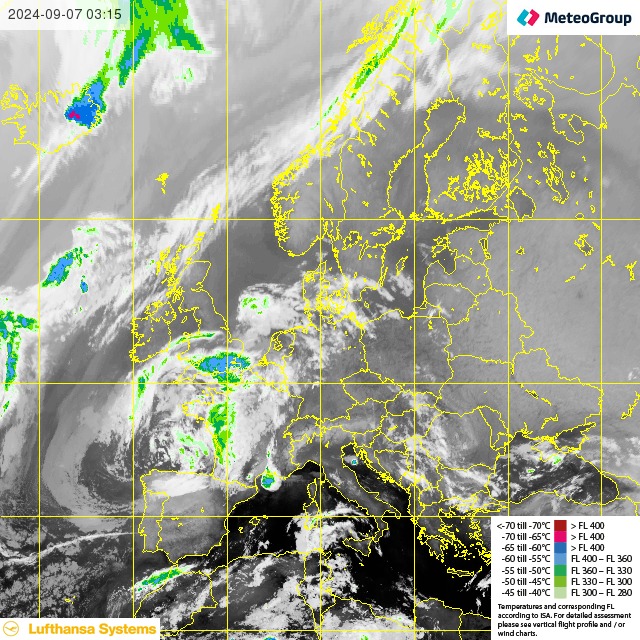 2024-09-07 03:15
MeteoGroup
<-70 till -70°C > FL 400
-70 till -65°C > FL 400
-65 till -60°C > FL 400
-60 till -55°C FL 400 - FL 360
-55 till -50°C FL 360 - FL 330
-50 till -45°C FL 330 - FL 300
-45 till -40°C FL 300 - FL 280
Temperatures and corresponding FL
according to ISA. For detailed assessment
please see vertical flight profile and / or
wind charts.
Lufthansa Systems